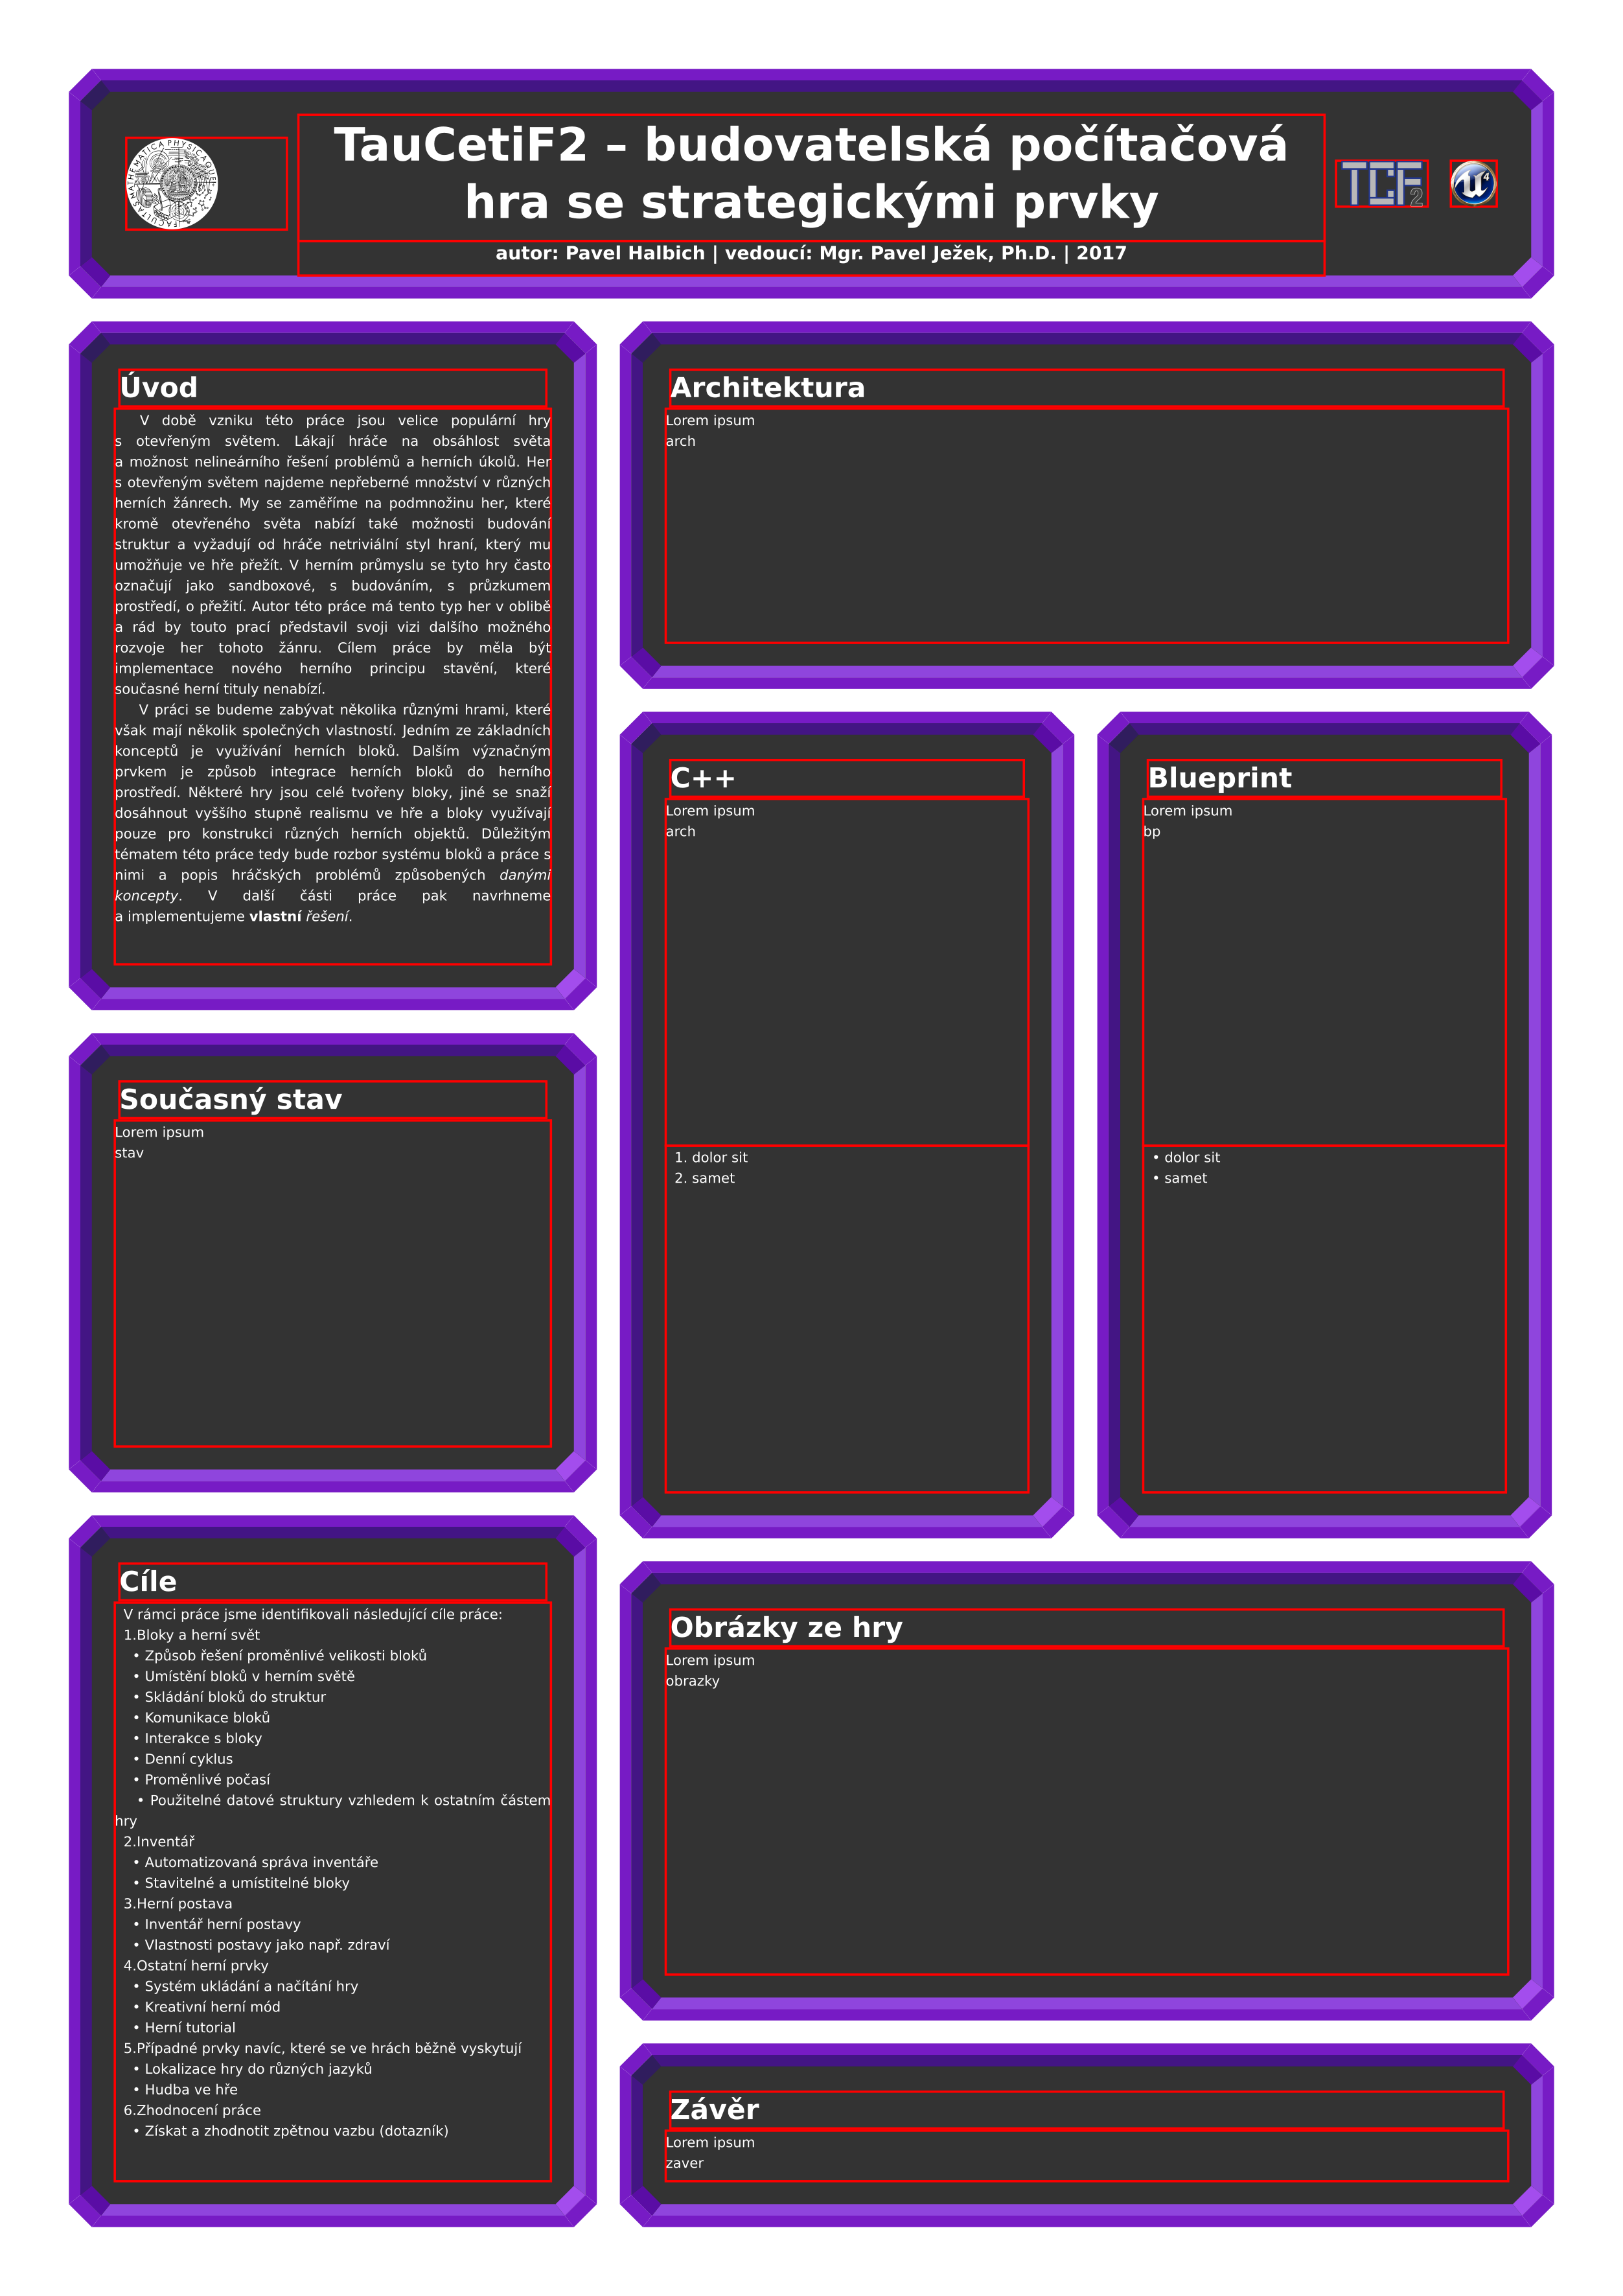 TauCetiF2 – budovatelská počítačová
hra se strategickými prvky
autor: Pavel Halbich | vedoucí: Mgr. Pavel Ježek, Ph.D. | 2017
TCF2
Úvod
V době vzniku této práce jsou velice populární hry
s otevřeným světem. Lákají hráče na obsáhlost světa
a možnost nelineárního řešení problémů a herních úkolů. Her
s otevřeným světem najdeme nepřeberné množství v různých
herních žánrech. My se zaměříme na podmnožinu her, které
kromě otevřeného světa nabízí také možnosti budování
struktur a vyžadují od hráče netriviální styl hraní, který mu
umožňuje ve hře přežít. V herním průmyslu se tyto hry často
označují jako sandboxové, s budováním, s průzkumem
prostředí, o přežití. Autor této práce má tento typ her v oblibě
a rád by touto prací představil svoji vizi dalšího možného
rozvoje her tohoto žánru. Cílem práce by měla být
implementace nového herního principu stavění, které
současné herní tituly nenabízí.
V práci se budeme zabývat několika různými hrami, které
však mají několik společných vlastností. Jedním ze základních
konceptů je využívání herních bloků. Dalším význačným
prvkem je způsob integrace herních bloků do herního
prostředí. Některé hry jsou celé tvořeny bloky, jiné se snaží
dosáhnout vyššího stupně realismu ve hře a bloky využívají
pouze pro konstrukci různých herních objektů. Důležitým
tématem této práce tedy bude rozbor systému bloků a práce s
nimi a popis hráčských problémů způsobených danými
koncepty. V další části práce pak navrhneme
a implementujeme vlastní řešení.
Současný stav
Lorem ipsum
stav
Cíle
V rámci práce jsme identifikovali následující cíle práce:
1.Bloky a herní svět
• Způsob řešení proměnlivé velikosti bloků
• Umístění bloků v herním světě
• Skládání bloků do struktur
• Komunikace bloků
• Interakce s bloky
• Denní cyklus
• Proměnlivé počasí
• Použitelné datové struktury vzhledem k ostatním částem
hry
2.Inventář
• Automatizovaná správa inventáře
• Stavitelné a umístitelné bloky
3.Herní postava
• Inventář herní postavy
• Vlastnosti postavy jako např. zdraví
4.Ostatní herní prvky
• Systém ukládání a načítání hry
• Kreativní herní mód
• Herní tutorial
5.Případné prvky navíc, které se ve hrách běžně vyskytují
• Lokalizace hry do různých jazyků
• Hudba ve hře
6.Zhodnocení práce
• Získat a zhodnotit zpětnou vazbu (dotazník)
Architektura
Lorem ipsum
arch
C++
Lorem ipsum
arch
1. dolor sit
2. samet
Blueprint
Lorem ipsum
bp
• dolor sit
• samet
Obrázky ze hry
Lorem ipsum
obrazky
Závěr
Lorem ipsum
zaver